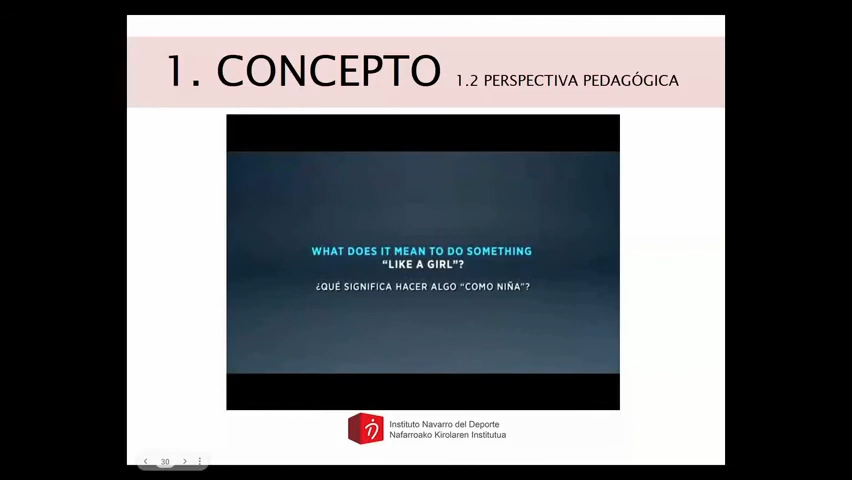 1. CONCEPTO 1.2 PERSPECTIVA PEDAGÓGICA
WHAT DOES IT MEAN TO DO SOMETHING
“LIKE A GIRL”?
¿QUÉ SIGNIFICA HACER ALGO “COMO NIÑA”?
Instituto Navarro del Deporte
Nafarroako Kirolaren Institutua
30